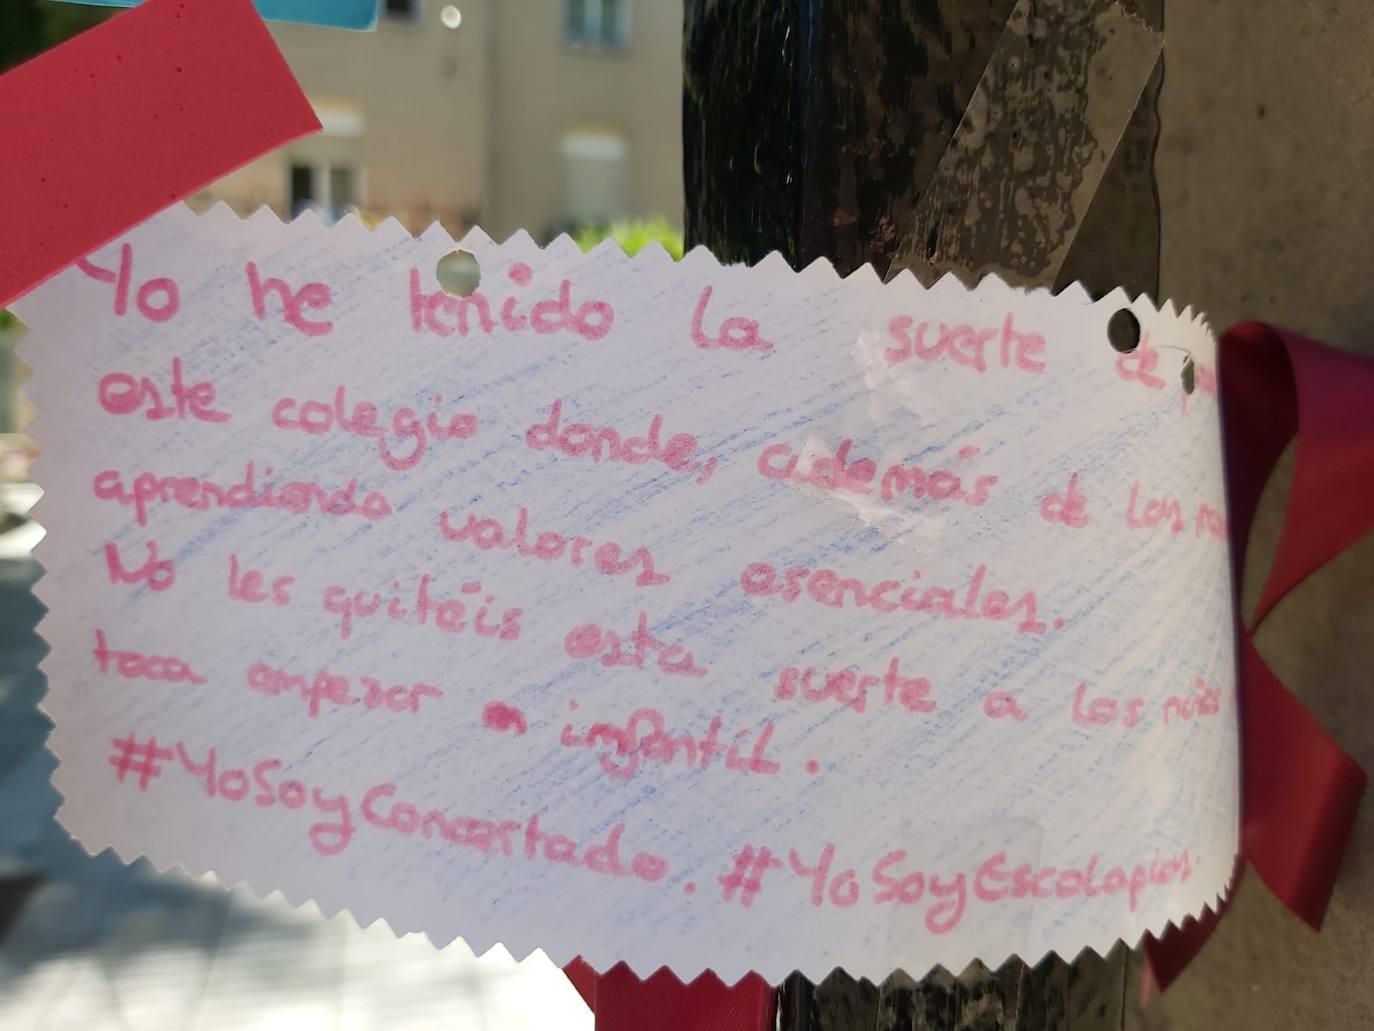 Yo he tenido la suerte de
este colegio donde, además de los
aprendiendo valores esenciales.
No les quitéis esta suerte a los niños
toca empezar en infantil.
#YoSoyConcertado. #YoSoyEscolapios.